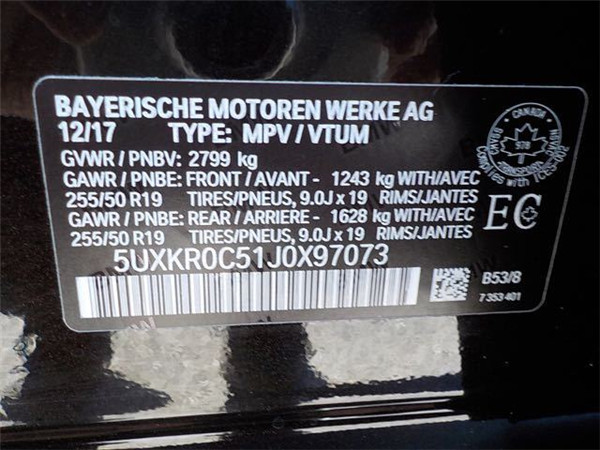 BAYERISCHE MOTOREN WERKE AG
12/17 TYPE: MPV / VTUM
GVWR / PNBV: 2799 kg
GAWR / PNBE: FRONT / AVANT - 1243 kg WITH/AVEC
255/50 R19 TIRES/PNEUS, 9.0J x 19 RIMS/JANTES
GAWR / PNBE: REAR / ARRIERE - 1628 kg WITH/AVEC
255/50 R19 TIRES/PNEUS, 9.0J x 19 RIMS/JANTES
EC
5UXKR0C51J0X97073
B53/8
7 353 401
CANADA
978